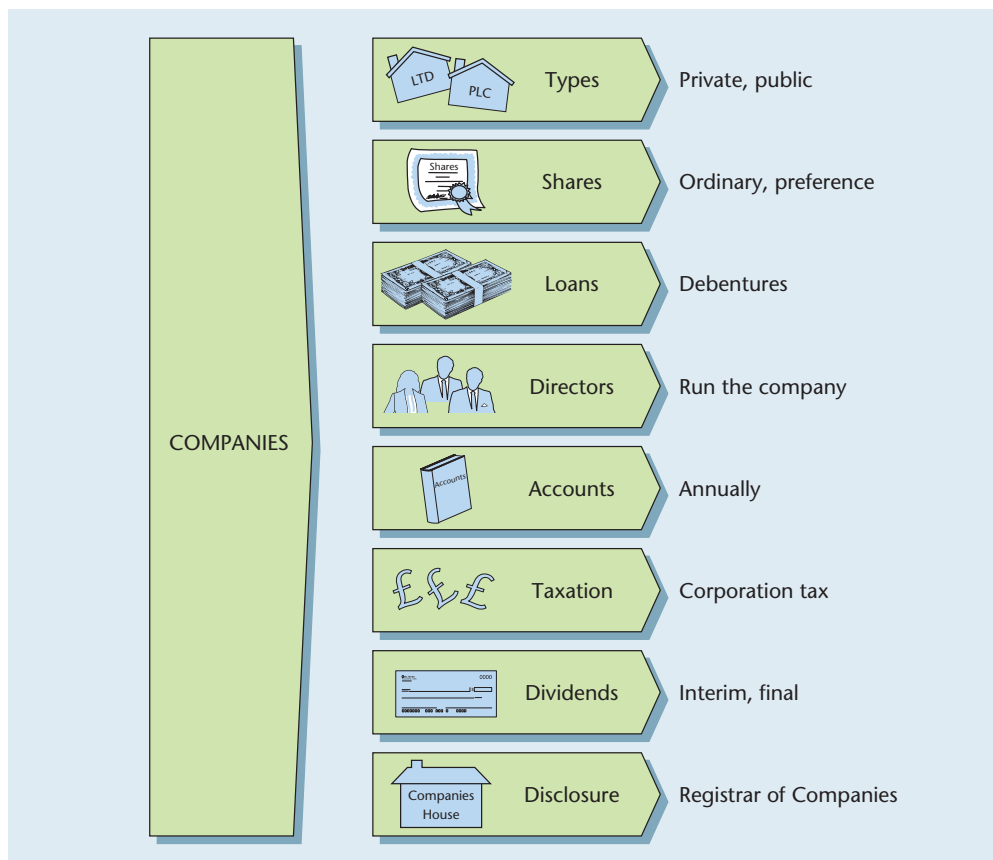 COMPANIES
LTD
PLC
Types
Private, public
Shares
Shares
Ordinary, preference
Loans
Debentures
Directors
Run the company
Accounts
Accounts
Annually
£££
Taxation
Corporation tax
0000
Dividends
Interim, final
Companies
House
Disclosure
Registrar of Companies